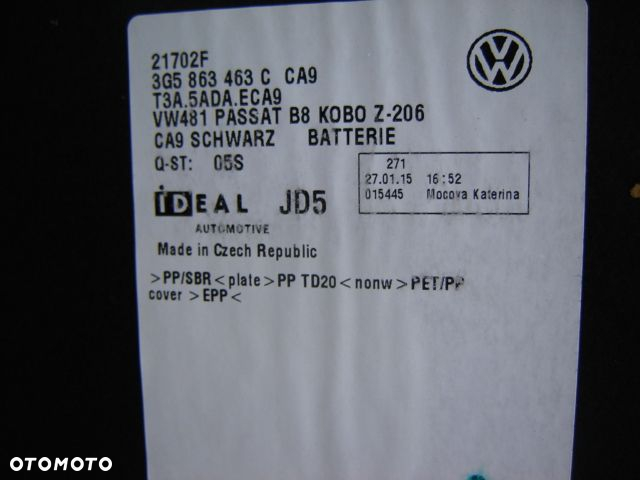 21702F
3G5 863 463 C CA9
T3A.5ADA.ECA9
VW481 PASSAT B8 KOBO Z-206
CA9 SCHWARZ BATTERIE
Q-ST: 05S
271
27.01.15 16:52
015445 Mocova Katerina
iDEAL JD5
AUTOMOTIVE
Made in Czech Republic
>PP/SBR<plate>PP TD20<nonw>PET/PP
cover>EPP<
OTOMOTO